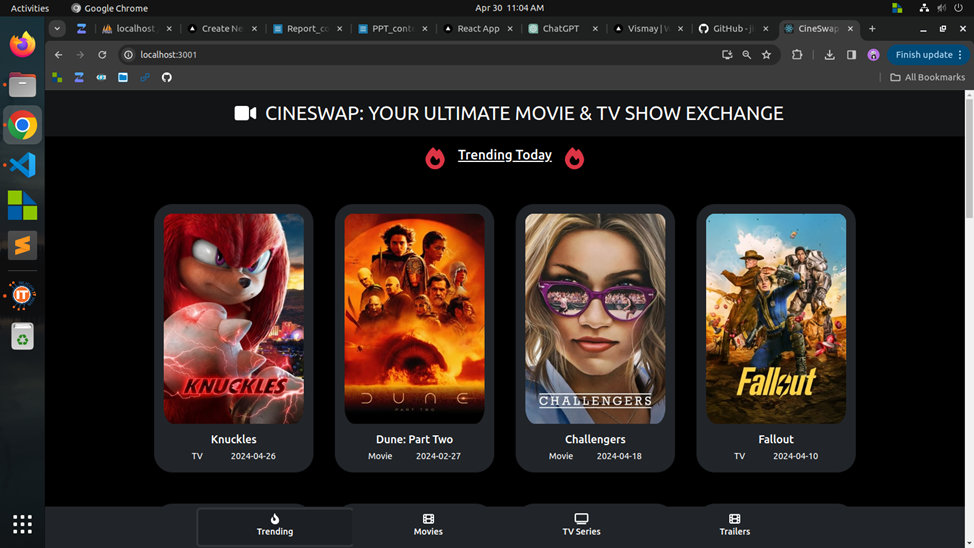 Activities
Google Chrome
Apr 30 11:04 AM
localhost
Create Ne
Report_co
PPT_conte
React App
ChatGPT
Vismay | W
GitHub - ji
CineSwap
localhost:3001
Finish update
All Bookmarks
CINESWAP: YOUR ULTIMATE MOVIE & TV SHOW EXCHANGE
Trending Today
KNUCKLES
DUNE
PART TWO
CHALLENGERS
Fallout
Knuckles
Dune: Part Two
Challengers
Fallout
TV 2024-04-26
Movie 2024-02-27
Movie 2024-04-18
TV 2024-04-10
Trending
Movies
TV Series
Trailers